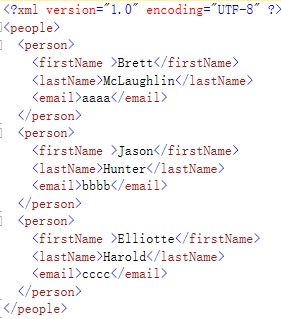 <?xml version="1.0" encoding="UTF-8" ?>
<people>
  <person>
    <firstName >Brett</firstName>
    <lastName>McLaughlin</lastName>
    <email>aaaa</email>
  </person>
  <person>
    <firstName >Jason</firstName>
    <lastName>Hunter</lastName>
    <email>bbbb</email>
  </person>
  <person>
    <firstName >Elliotte</firstName>
    <lastName>Harold</lastName>
    <email>cccc</email>
  </person>
</people>